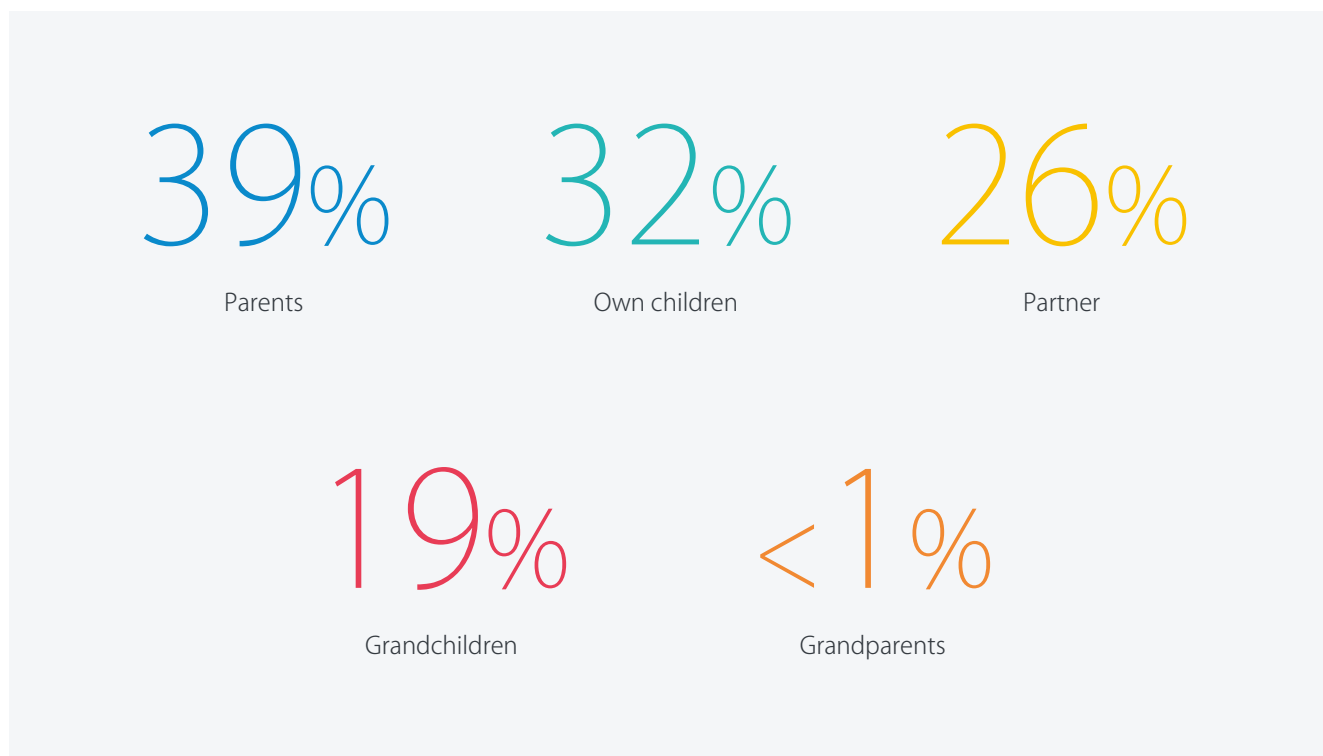 39% 32% 26%
Parents Own children Partner
19% <1%
Grandchildren Grandparents